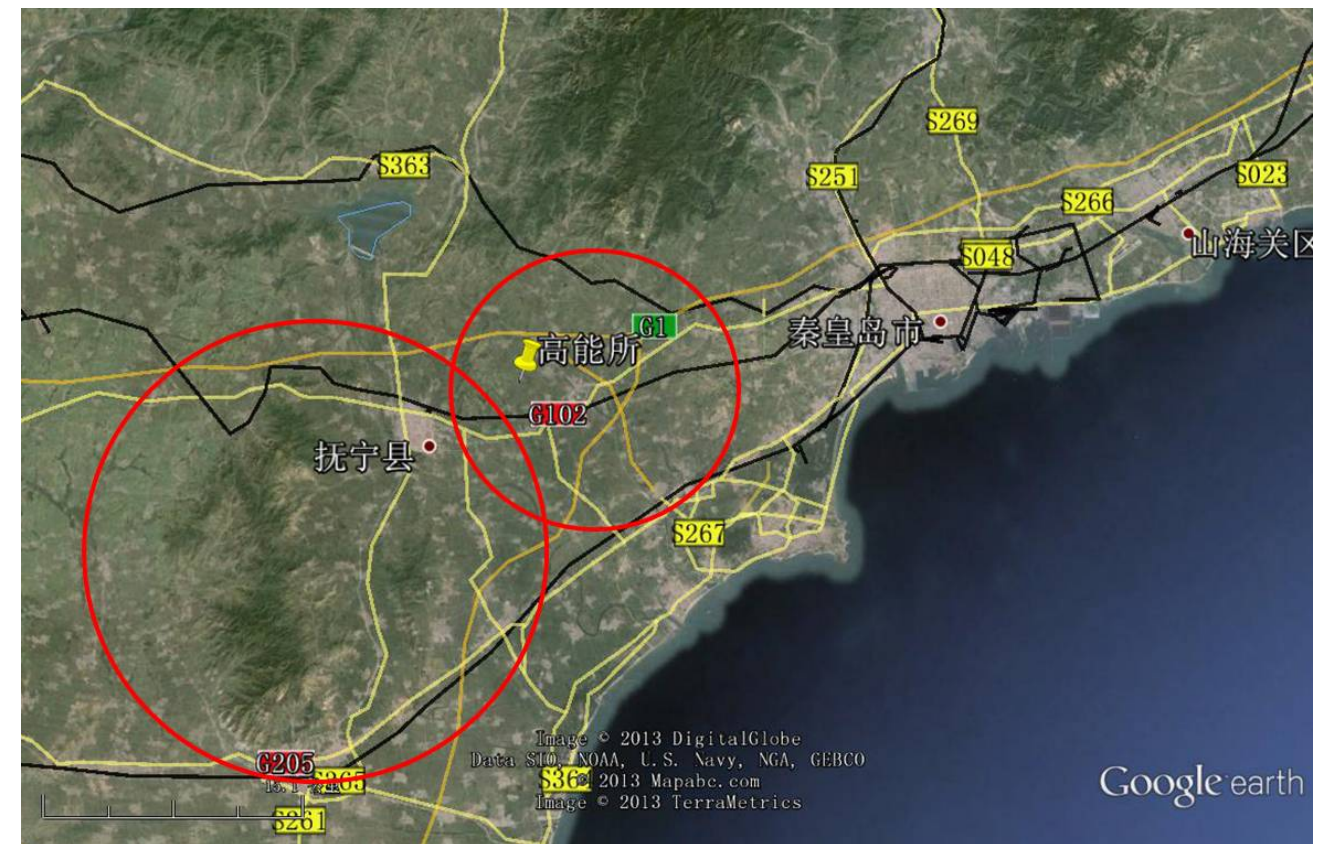 S269
S363
S251
S023
S266
山海关区
S048
G1
秦皇岛市
高能所
G102
抚宁县
S267
Image © 2013 DigitalGlobe
G205
Data SIO, NOAA, U.S. Navy, NGA, GEBCO
S365
© 2013 Mapabc.com
Google earth
Image © 2013 TerraMetrics
S261